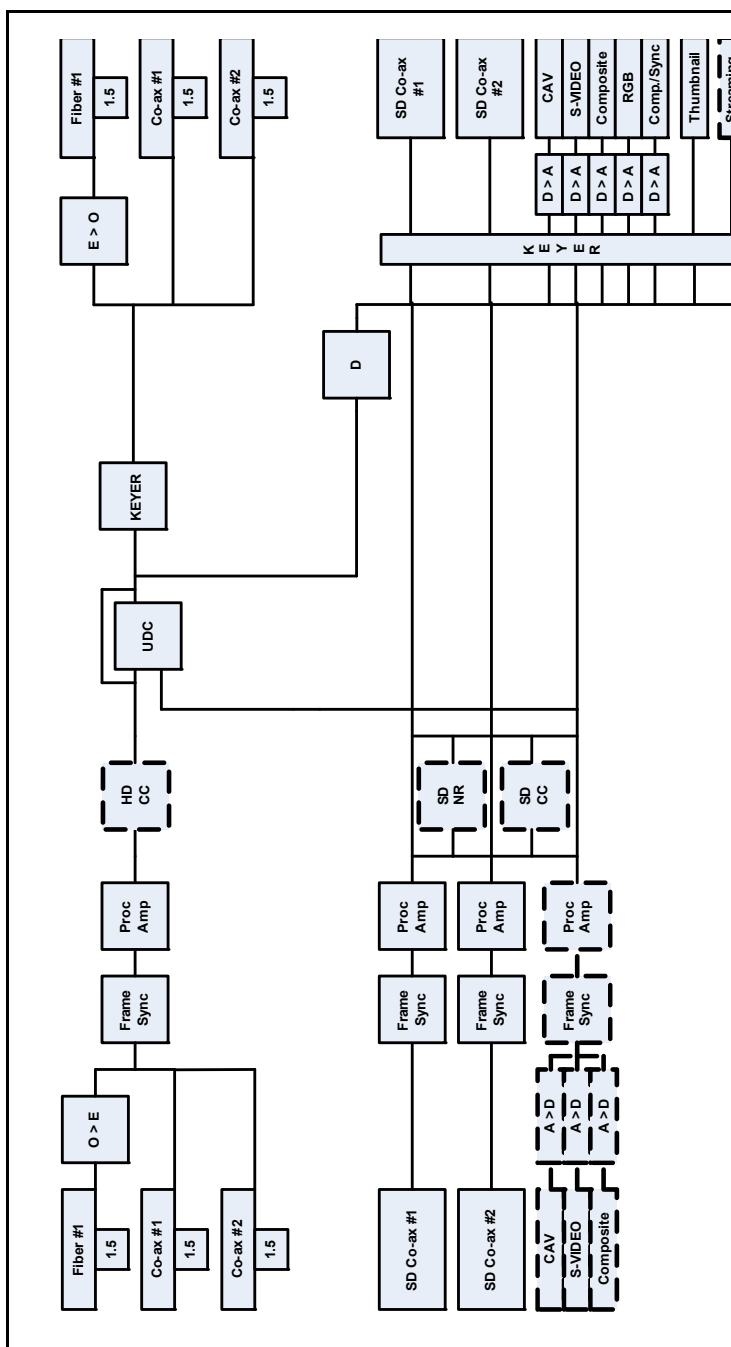 Fiber #1
1.5
Co-ax #1
1.5
Co-ax #2
1.5
O > E
Frame
Sync
Proc
Amp
HD
CC
UDC
KEYER
E > O
Fiber #1
1.5
Co-ax #1
1.5
Co-ax #2
1.5
D
SD Co-ax #1
Frame
Sync
Proc
Amp
SD Co-ax #2
Frame
Sync
Proc
Amp
CAV
S-VIDEO
Composite
A > D
A > D
A > D
Frame
Sync
Proc
Amp
SD
NR
SD
CC
K E Y E R
D > A
D > A
D > A
D > A
D > A
SD Co-ax
#1
SD Co-ax
#2
CAV
S-VIDEO
Composite
RGB
Comp./Sync
Thumbnail
Streaming